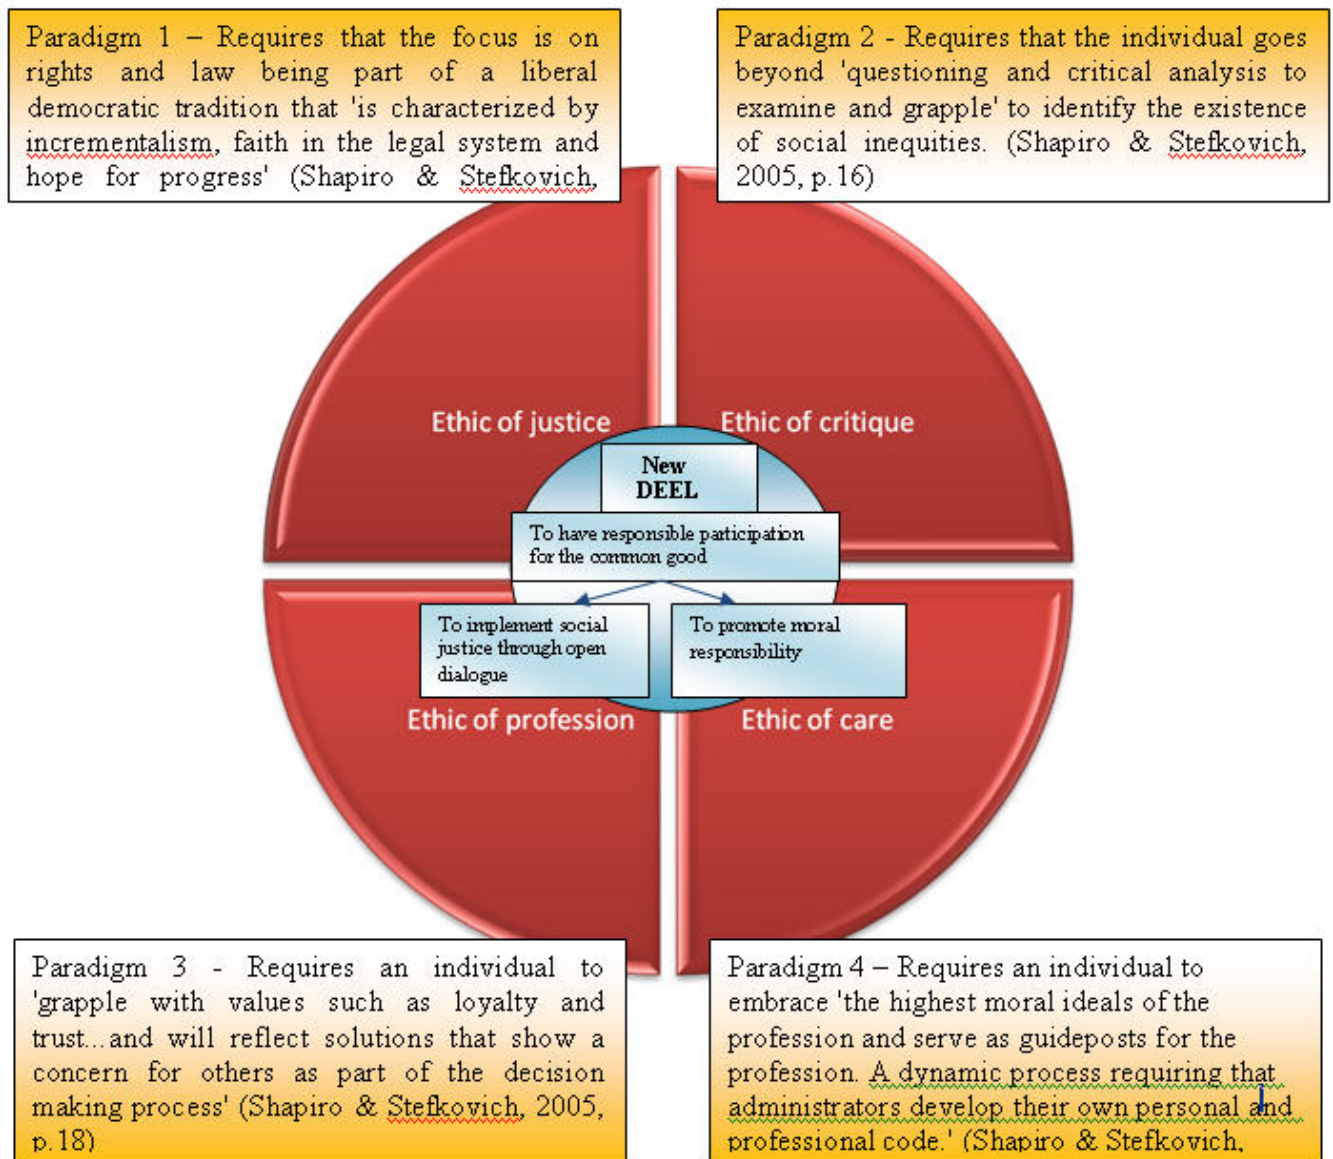 Paradigm 1 – Requires that the focus is on
rights and law being part of a liberal
democratic tradition that 'is characterized by
incrementalism, faith in the legal system and
hope for progress' (Shapiro & Stefkovich,
Paradigm 2 - Requires that the individual goes
beyond 'questioning and critical analysis to
examine and grapple' to identify the existence
of social inequities. (Shapiro & Stefkovich,
2005, p.16)
Ethic of justice
Ethic of critique
New
DEEL
To have responsible participation
for the common good
To implement social
justice through open
dialogue
To promote moral
responsibility
Ethic of profession
Ethic of care
Paradigm 3 - Requires an individual to
'grapple with values such as loyalty and
trust...and will reflect solutions that show a
concern for others as part of the decision
making process' (Shapiro & Stefkovich, 2005,
p.18)
Paradigm 4 – Requires an individual to
embrace 'the highest moral ideals of the
profession and serve as guideposts for the
profession. A dynamic process requiring that
administrators develop their own personal and
professional code.' (Shapiro & Stefkovich,